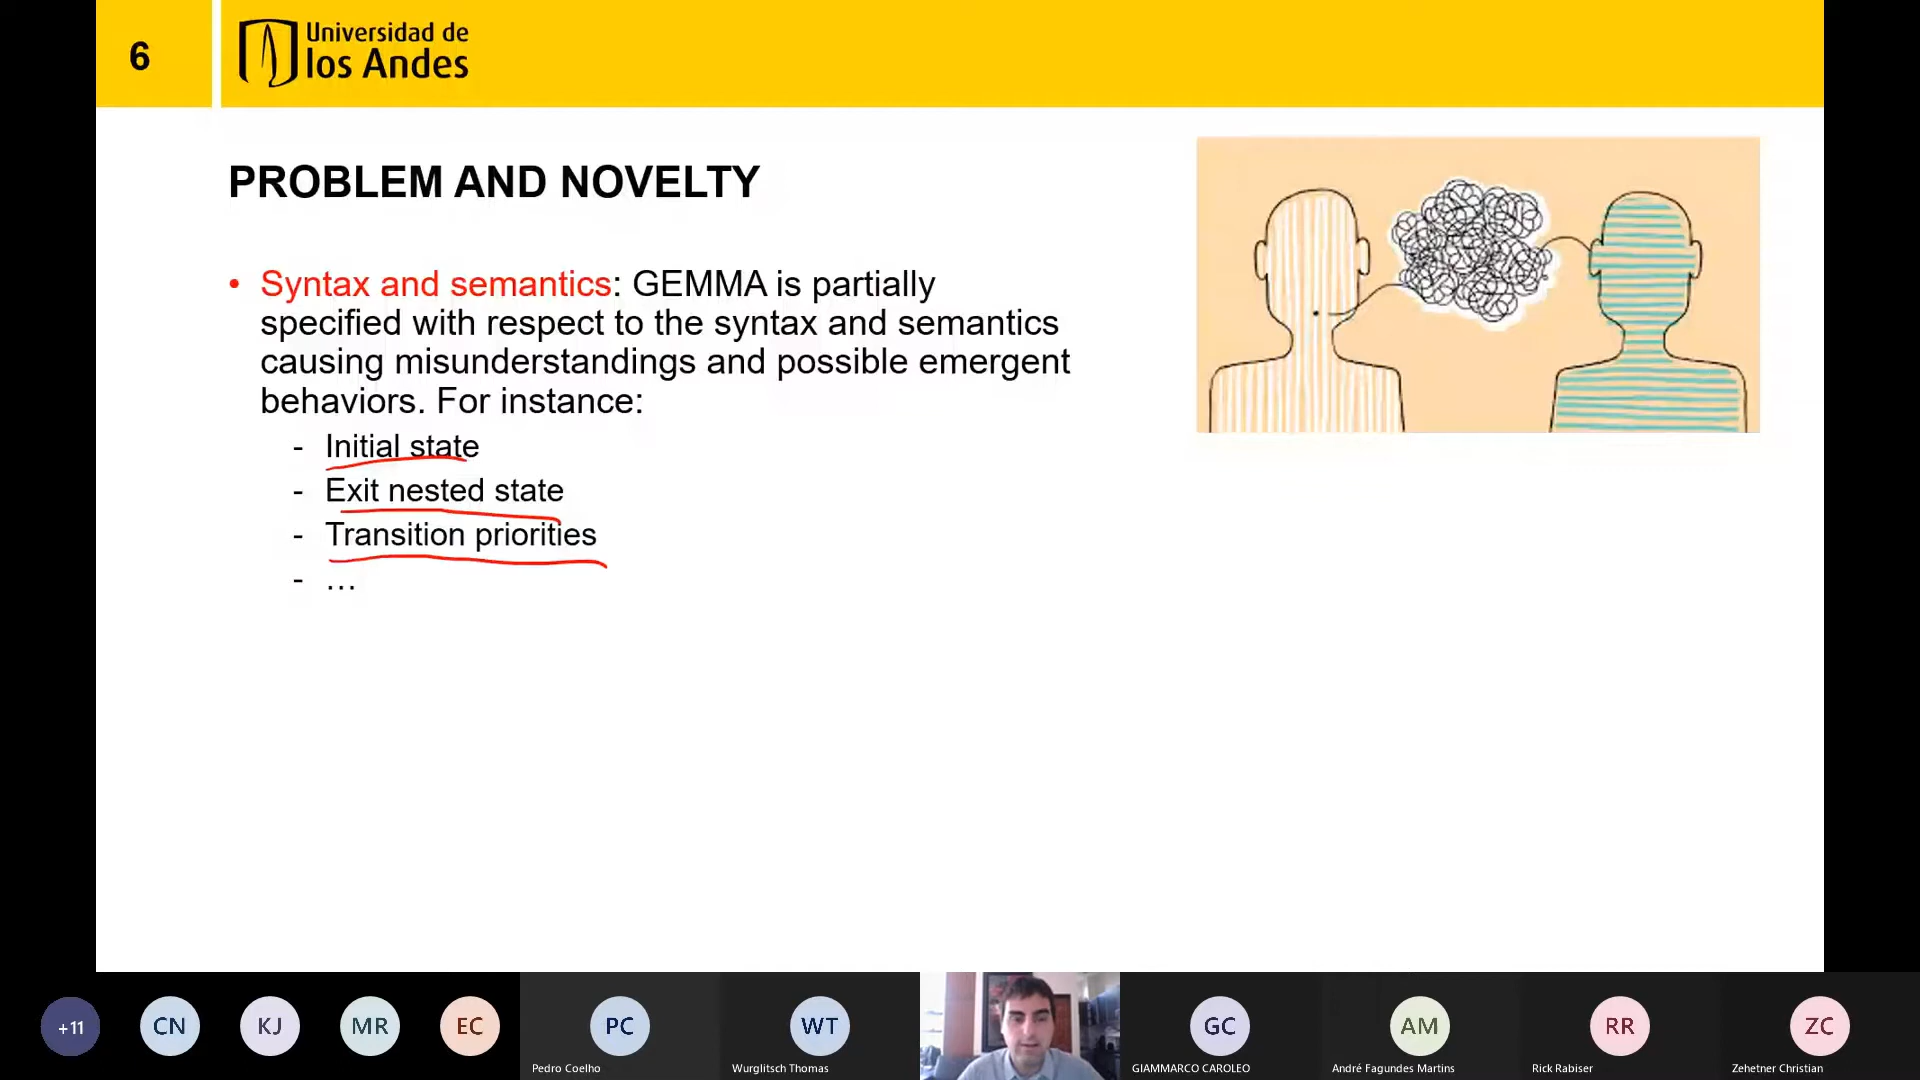 6
Universidad de
los Andes
PROBLEM AND NOVELTY
• Syntax and semantics: GEMMA is partially
specified with respect to the syntax and semantics
causing misunderstandings and possible emergent
behaviors. For instance:
- Initial state
- Exit nested state
- Transition priorities
- …
+11
CN
KJ
MR
EC
PC
WT
GC
AM
RR
ZC
Pedro Coelho
Wurglitsch Thomas
GIAMMARCO CAROLEO
André Fagundes Martins
Rick Rabiser
Zehetner Christian